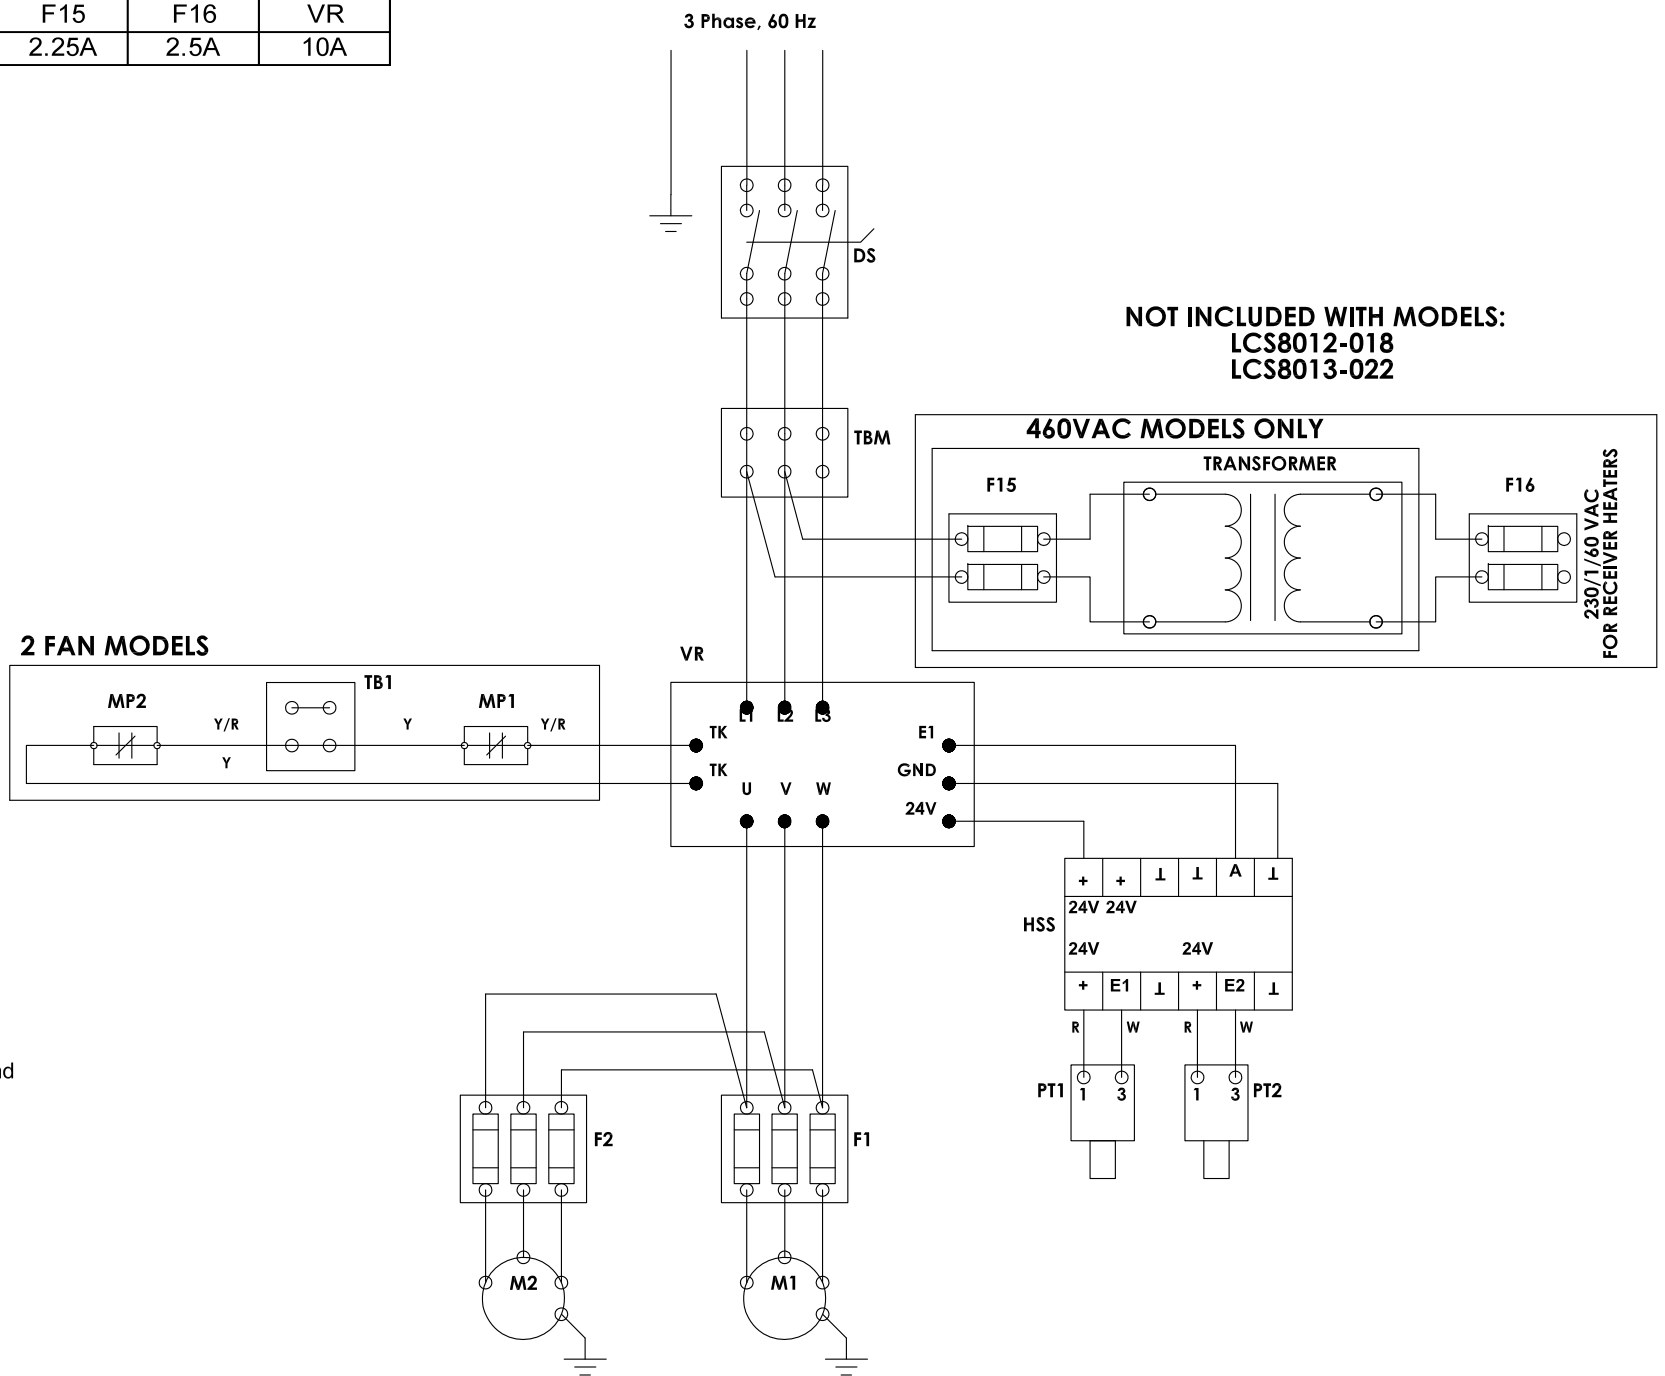 F15 F16 VR
2.25A 2.5A 10A
3 Phase, 60 Hz
DS
NOT INCLUDED WITH MODELS:
LCS8012-018
LCS8013-022
TBM
460VAC MODELS ONLY
TRANSFORMER
F15
F16
230/1/60 VAC
FOR RECEIVER HEATERS
2 FAN MODELS
MP2
TB1
MP1
Y/R
Y
Y
Y/R
VR
L1 L2 L3
TK
TK
U V W
E1
GND
24V
+ + ⊥ ⊥ A ⊥
24V 24V
HSS
24V 24V
+ E1 ⊥ + E2 ⊥
R W R W
PT1 1 3 1 3 PT2
nd
F2
F1
M2
M1